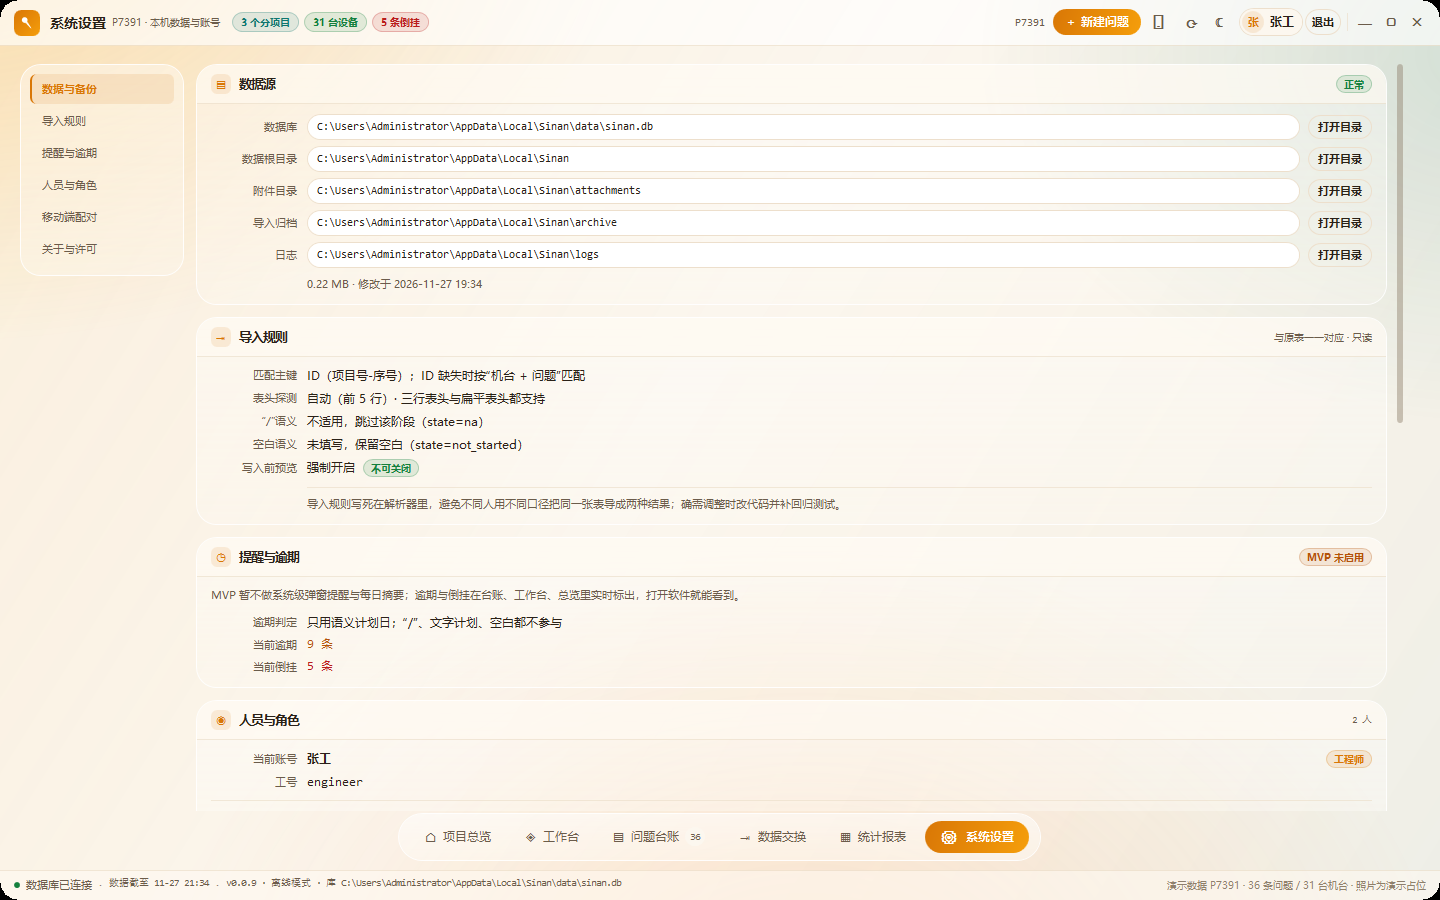 系统设置 P7391 · 本机数据与账号 3 个分项目 31 台设备 5 条倒挂 P7391 + 新建问题 张 张工 退出
数据与备份
导入规则
提醒与逾期
人员与角色
移动端配对
关于与许可
数据源 正常
数据库 C:\Users\Administrator\AppData\Local\Sinan\data\sinan.db 打开目录
数据根目录 C:\Users\Administrator\AppData\Local\Sinan 打开目录
附件目录 C:\Users\Administrator\AppData\Local\Sinan\attachments 打开目录
导入归档 C:\Users\Administrator\AppData\Local\Sinan\archive 打开目录
日志 C:\Users\Administrator\AppData\Local\Sinan\logs 打开目录
0.22 MB · 修改于 2026-11-27 19:34
导入规则 与原表一一对应 · 只读
匹配主键 ID（项目号-序号）；ID 缺失时按“机台 + 问题”匹配
表头探测 自动（前 5 行）· 三行表头与扁平表头都支持
“/”语义 不适用，跳过该阶段（state=na）
空白语义 未填写，保留空白（state=not_started）
写入前预览 强制开启 不可关闭
导入规则写死在解析器里，避免不同人用不同口径把同一张表导成两种结果；确需调整时改代码并补回归测试。
提醒与逾期 MVP 未启用
MVP 暂不做系统级弹窗提醒与每日摘要；逾期与倒挂在台账、工作台、总览里实时标出，打开软件就能看到。
逾期判定 只用语义计划日；“/”、文字计划、空白都不参与
当前逾期 9 条
当前倒挂 5 条
人员与角色 2 人
当前账号 张工 工程师
工号 engineer
项目总览 工作台 问题台账 36 数据交换 统计报表 系统设置
数据库已连接 · 数据截至 11-27 21:34 · v0.0.9 · 离线模式 · 库 C:\Users\Administrator\AppData\Local\Sinan\data\sinan.db 演示数据 P7391 · 36 条问题 / 31 台机台 · 照片为演示占位